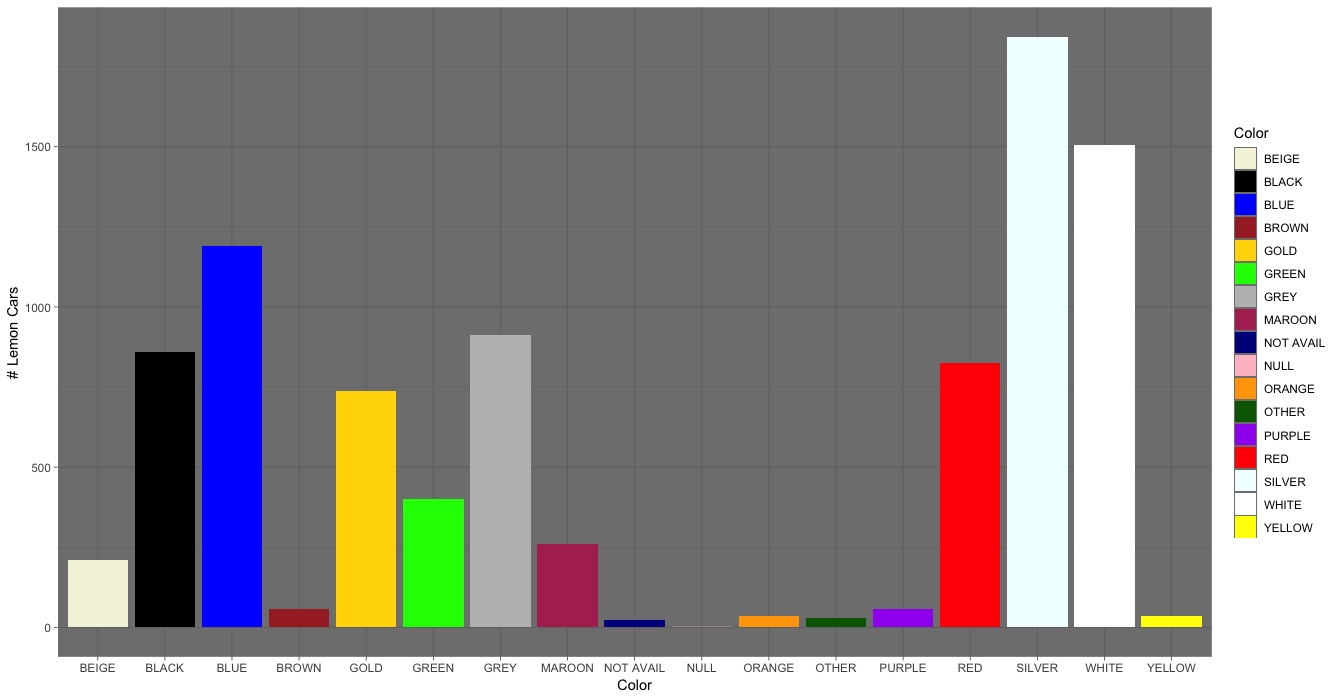 # Lemon Cars
1500
1000
500
0
BEIGE BLACK BLUE BROWN GOLD GREEN GREY MAROON NOT AVAIL NULL ORANGE OTHER PURPLE RED SILVER WHITE YELLOW
Color
Color
BEIGE
BLACK
BLUE
BROWN
GOLD
GREEN
GREY
MAROON
NOT AVAIL
NULL
ORANGE
OTHER
PURPLE
RED
SILVER
WHITE
YELLOW